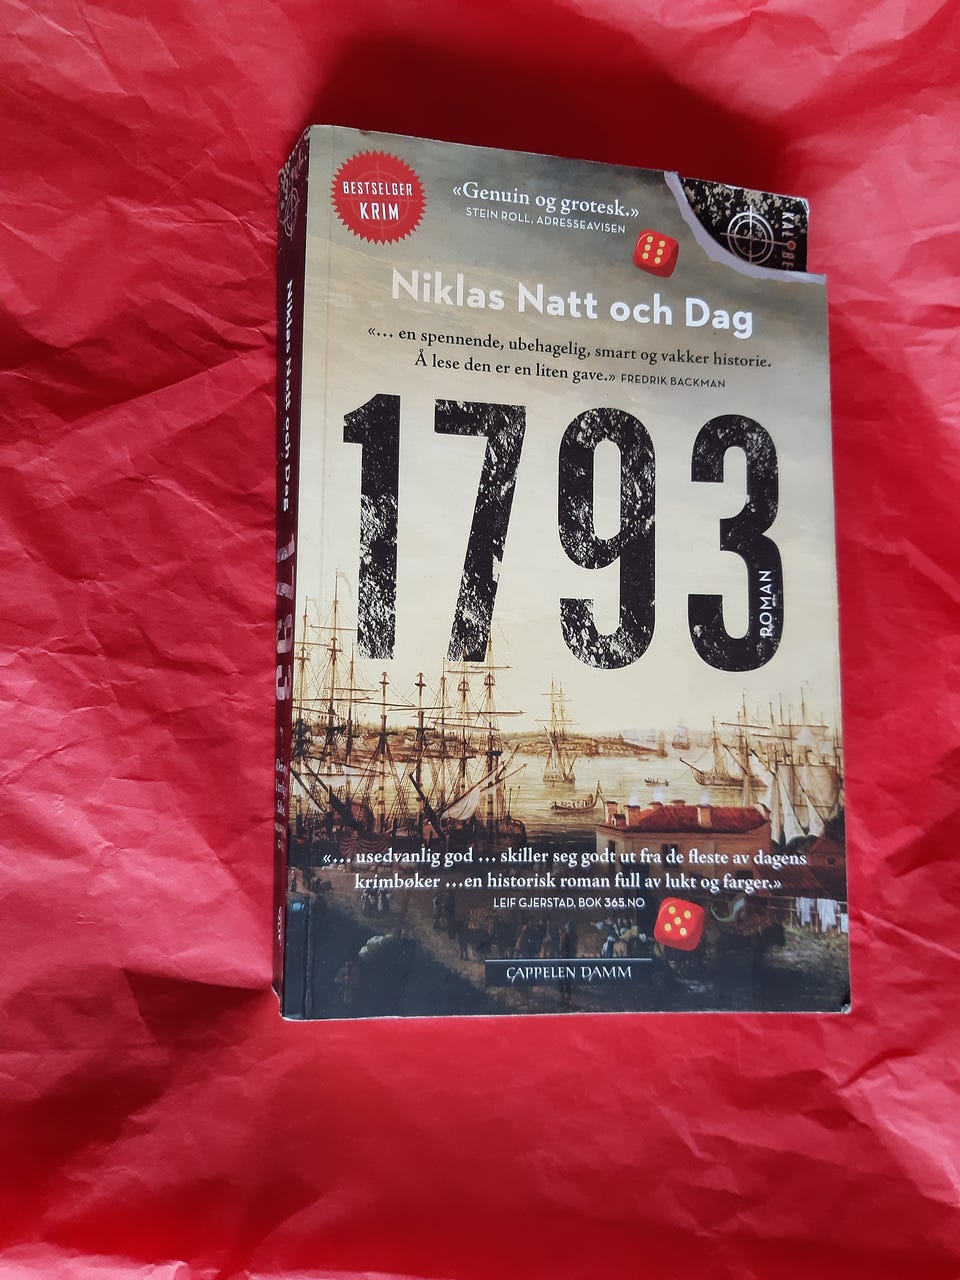 BESTSELGER
KRIM
«Genuin og grotesk.»
STEIN ROLL, ADRESSEAVISEN
Niklas Natt och Dag
«... en spennende, ubehagelig, smart og vakker historie.
Å lese den er en liten gave.» FREDRIK BACKMAN
1793
ROMAN
«... usedvanlig god ... skiller seg godt ut fra de fleste av dagens
krimbøker ...en historisk roman full av lukt og farger.»
LEIF GJERSTAD, BOK 365.NO
CAPPELEN DAMM
Niklas Natt och Dag
1793